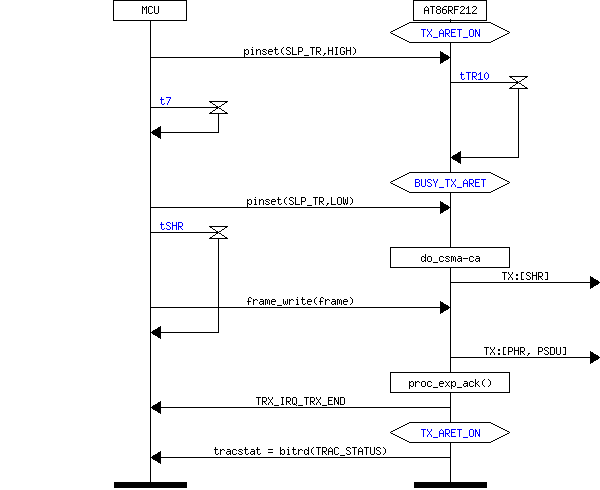 MCU
AT86RF212
TX_ARET_ON
pinset(SLP_TR,HIGH)
tTR10
t7
BUSY_TX_ARET
pinset(SLP_TR,LOW)
tSHR
do_csma-ca
TX:[SHR]
frame_write(frame)
TX:[PHR, PSDU]
proc_exp_ack()
TRX_IRQ_TRX_END
TX_ARET_ON
tracstat = bitrd(TRAC_STATUS)